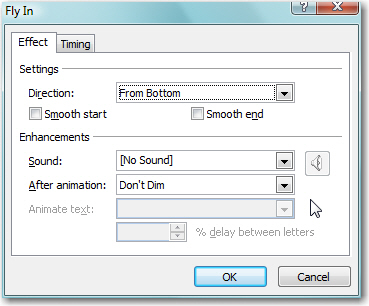 Fly In
Effect Timing
Settings
Direction: From Bottom
Smooth start Smooth end
Enhancements
Sound: [No Sound]
After animation: Don't Dim
Animate text:
% delay between letters
OK Cancel